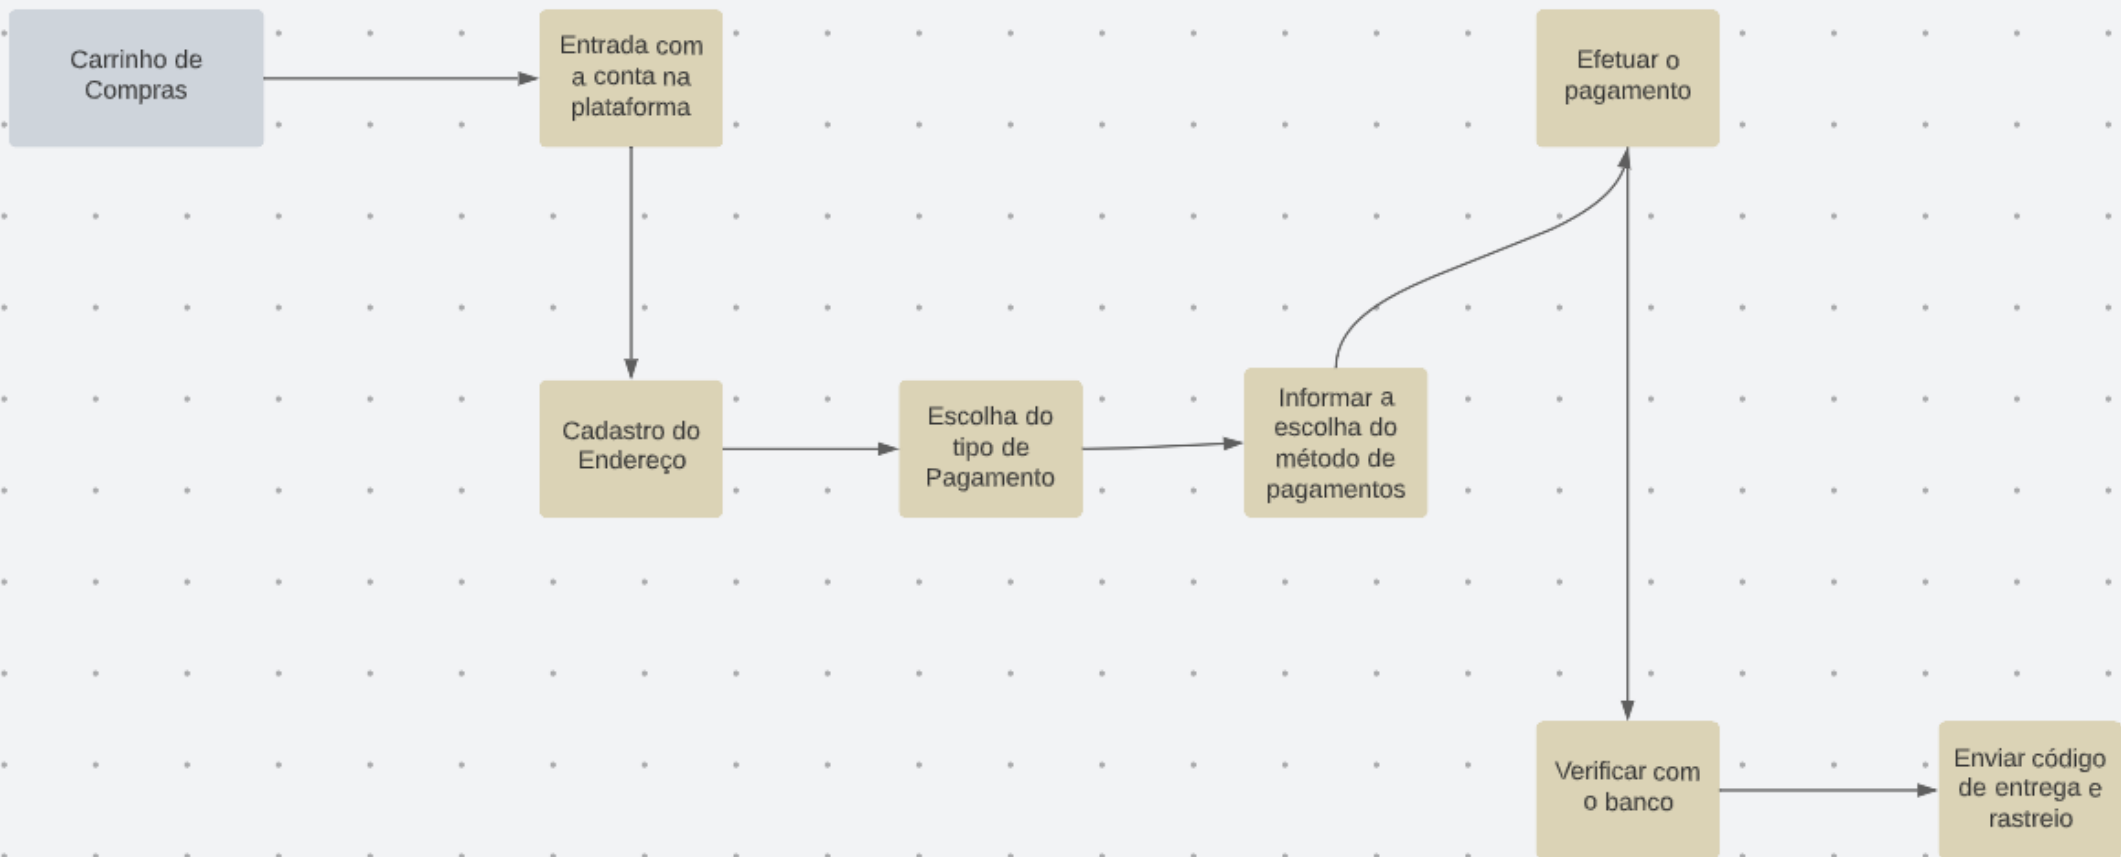 Carrinho de
Compras
Entrada com
a conta na
plataforma
Efetuar o
pagamento
Cadastro do
Endereço
Escolha do
tipo de
Pagamento
Informar a
escolha do
método de
pagamentos
Verificar com
o banco
Enviar código
de entrega e
rastreio